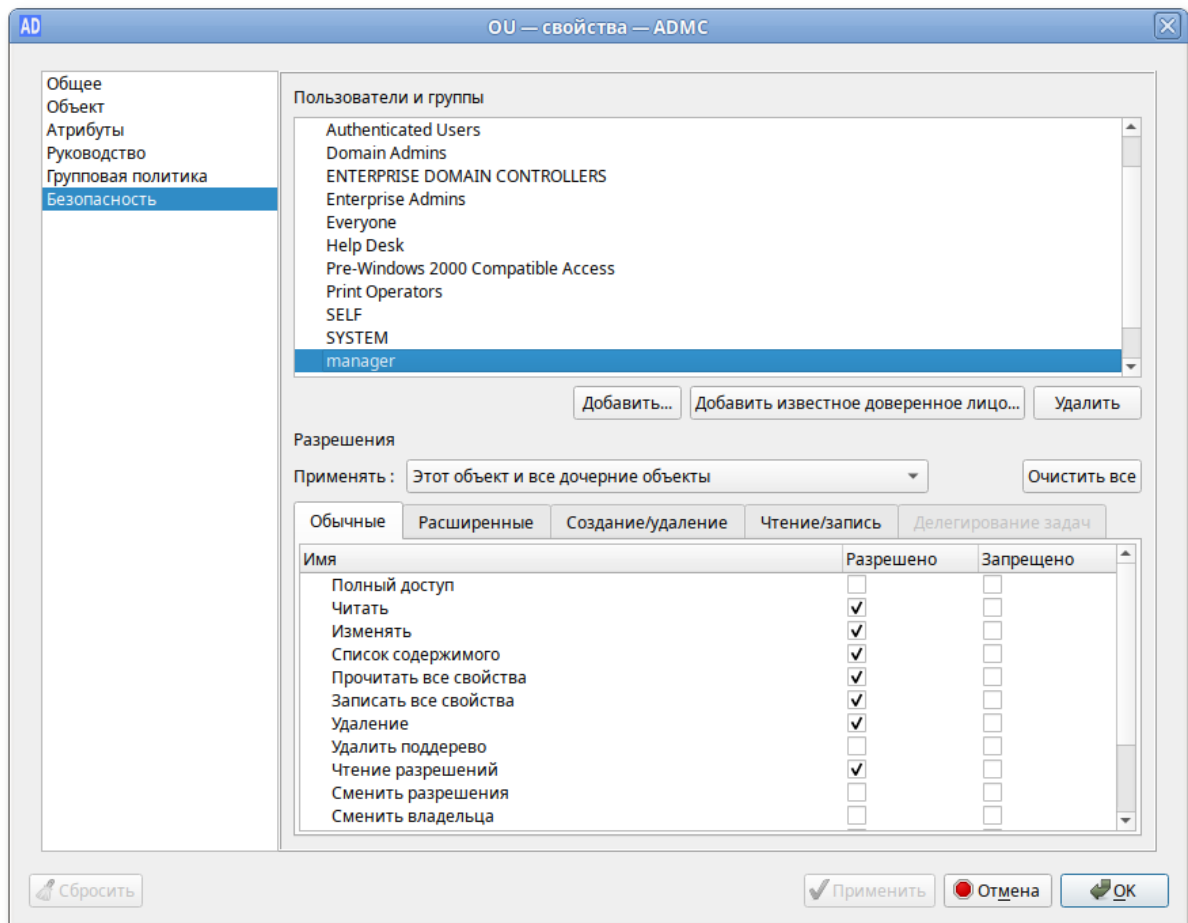 AD
OU — свойства — ADMC
Общее
Объект
Атрибуты
Руководство
Групповая политика
Безопасность
Пользователи и группы
Authenticated Users
Domain Admins
ENTERPRISE DOMAIN CONTROLLERS
Enterprise Admins
Everyone
Help Desk
Pre-Windows 2000 Compatible Access
Print Operators
SELF
SYSTEM
manager
Добавить... Добавить известное доверенное лицо... Удалить
Разрешения
Применять : Этот объект и все дочерние объекты Очистить все
Обычные Расширенные Создание/удаление Чтение/запись Делегирование задач
Имя Разрешено Запрещено
Полный доступ
Читать
Изменять
Список содержимого
Прочитать все свойства
Записать все свойства
Удаление
Удалить поддерево
Чтение разрешений
Сменить разрешения
Сменить владельца
Сбросить Применить Отмена OK